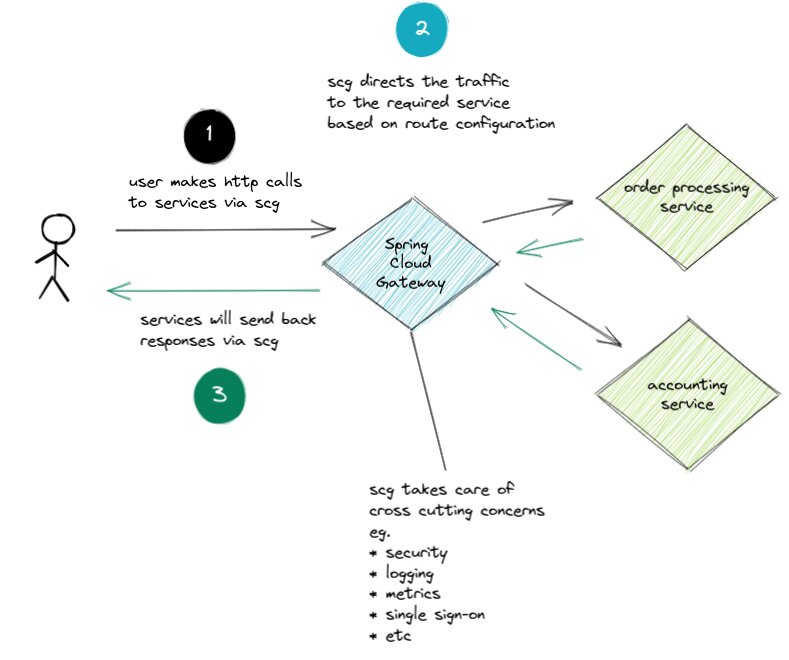 2
scg directs the traffic
to the required service
based on route configuration
1
user makes http calls
to services via scg
order processing
service
Spring
Cloud
Gateway
services will send back
responses via scg
3
accounting
service
scg takes care of
cross cutting concerns
eg.
* security
* logging
* metrics
* single sign-on
* etc